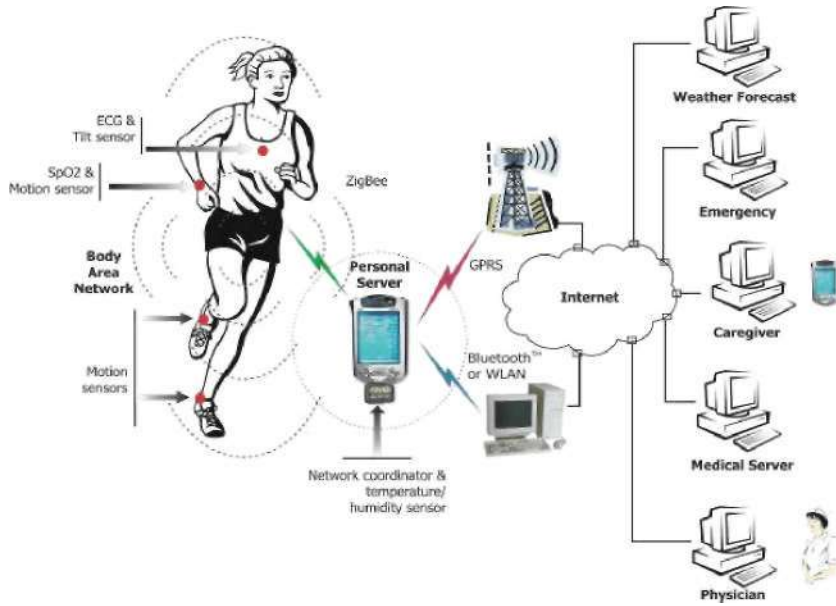 ECG &
Tilt sensor
SpO2 &
Motion sensor
ZigBee
Body
Area
Network
Motion
sensors
Personal
Server
Network coordinator &
temperature/
humidity sensor
GPRS
Bluetooth™
or WLAN
Internet
Weather Forecast
Emergency
Caregiver
Medical Server
Physician